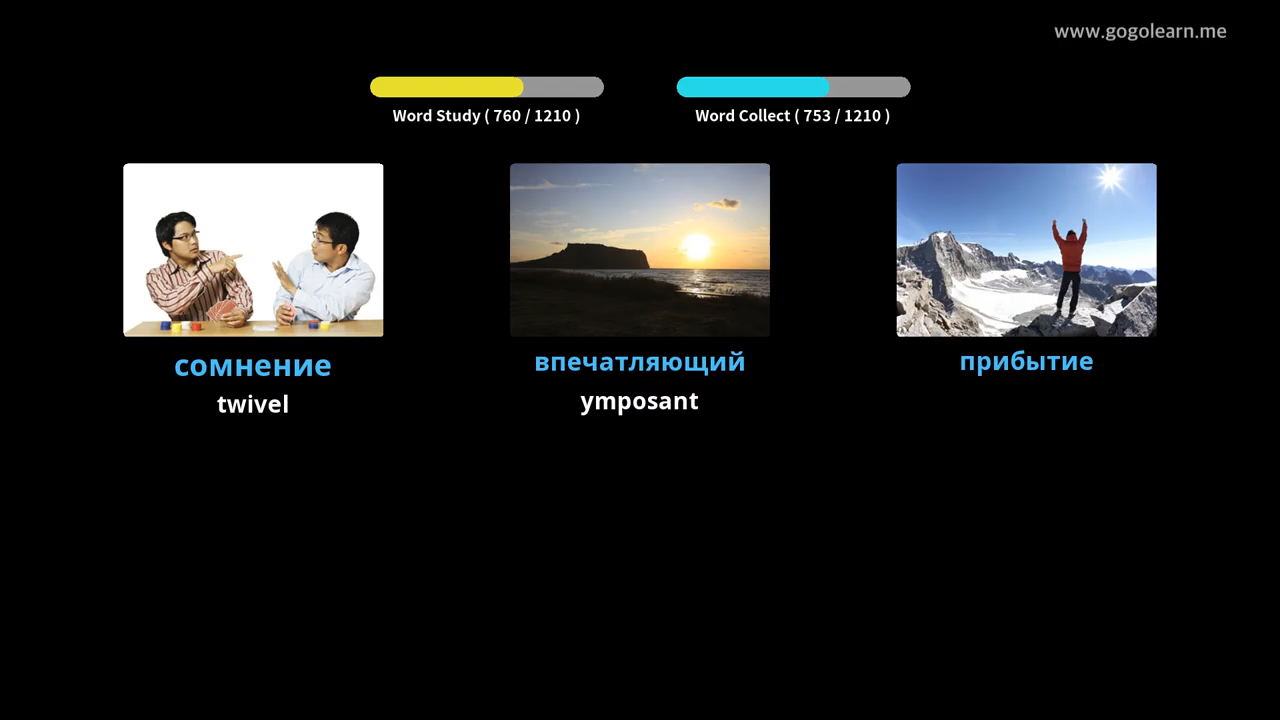 www.gogolearn.me
Word Study ( 760 / 1210 )
Word Collect ( 753 / 1210 )
сомнение
twivel
впечатляющий
ymposant
прибытие